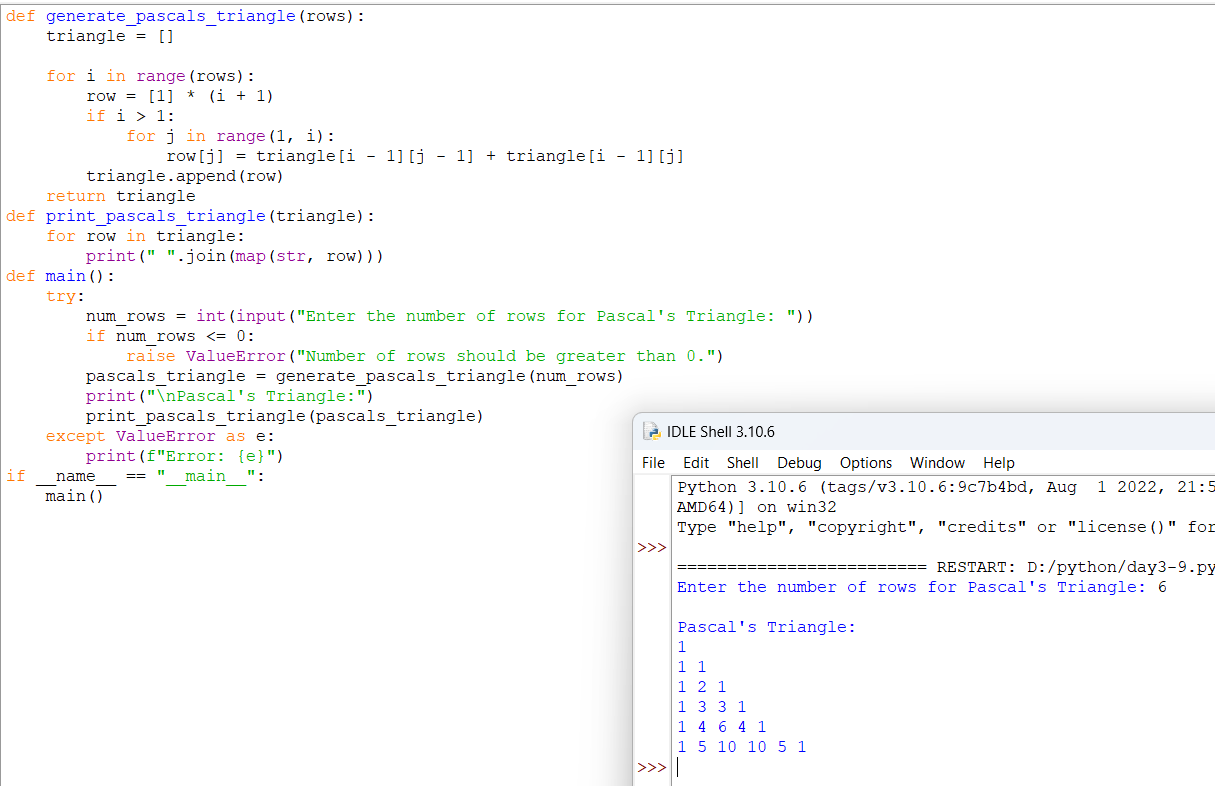 def generate_pascals_triangle(rows):
    triangle = []
    for i in range(rows):
        row = [1] * (i + 1)
        if i > 1:
            for j in range(1, i):
                row[j] = triangle[i - 1][j - 1] + triangle[i - 1][j]
        triangle.append(row)
    return triangle
def print_pascals_triangle(triangle):
    for row in triangle:
        print(" ".join(map(str, row)))
def main():
    try:
        num_rows = int(input("Enter the number of rows for Pascal's Triangle: "))
        if num_rows <= 0:
            raise ValueError("Number of rows should be greater than 0.")
        pascals_triangle = generate_pascals_triangle(num_rows)
        print("\nPascal's Triangle:")
        print_pascals_triangle(pascals_triangle)
    except ValueError as e:
        print(f"Error: {e}")
if __name__ == "__main__":
    main()
IDLE Shell 3.10.6
File Edit Shell Debug Options Window Help
Python 3.10.6 (tags/v3.10.6:9c7b4bd, Aug  1 2022, 21:5
AMD64)] on win32
Type "help", "copyright", "credits" or "license()" for
>>>
========================= RESTART: D:/python/day3-9.py
Enter the number of rows for Pascal's Triangle: 6
Pascal's Triangle:
1
1 1
1 2 1
1 3 3 1
1 4 6 4 1
1 5 10 10 5 1
>>>